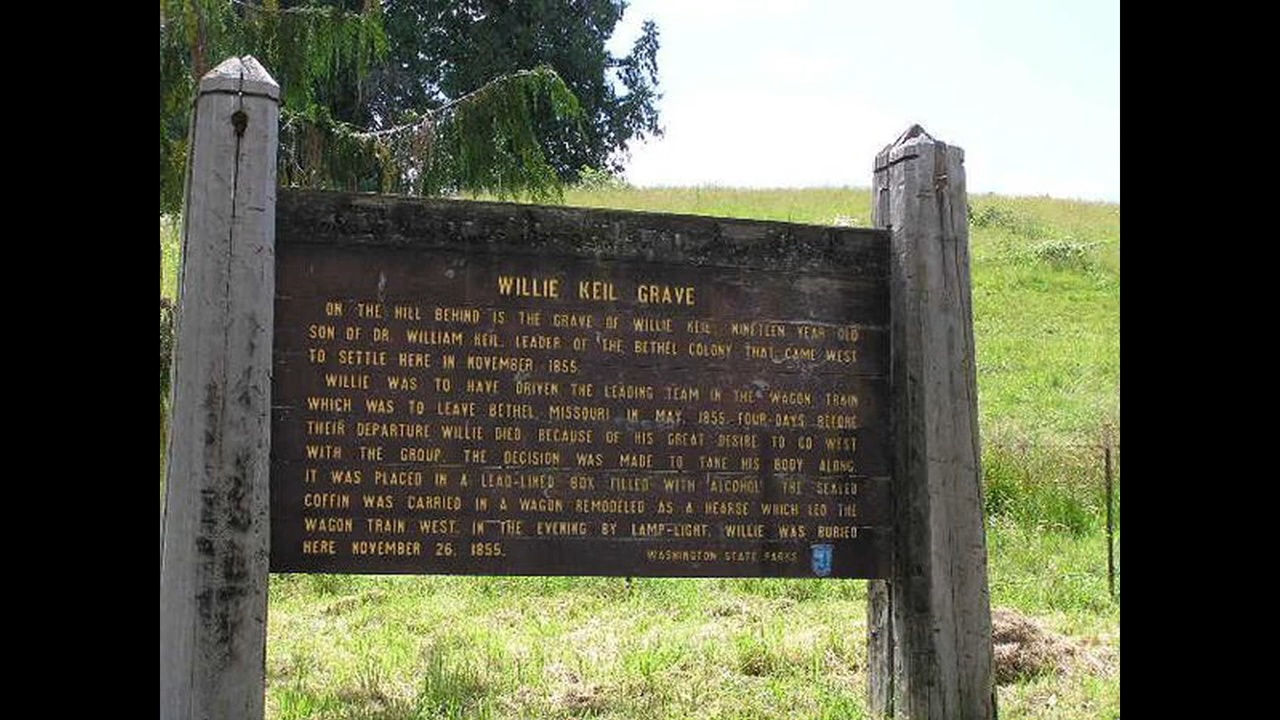 WILLIE KEIL GRAVE
ON THE HILL BEHIND IS THE GRAVE OF WILLIE KEIL, NINETEEN YEAR OLD
SON OF DR. WILLIAM KEIL, LEADER OF THE BETHEL COLONY THAT CAME WEST
TO SETTLE HERE IN NOVEMBER, 1855.
WILLIE WAS TO HAVE DRIVEN THE LEADING TEAM IN THE WAGON TRAIN
WHICH WAS TO LEAVE BETHEL, MISSOURI IN MAY, 1855. FOUR-DAYS BEFORE
THEIR DEPARTURE WILLIE DIED. BECAUSE OF HIS GREAT DESIRE TO GO WEST
WITH THE GROUP, THE DECISION WAS MADE TO TAKE HIS BODY ALONG.
IT WAS PLACED IN A LEAD-LINED BOX FILLED WITH ALCOHOL. THE SEALED
COFFIN WAS CARRIED IN A WAGON REMODELED AS A HEARSE WHICH LED THE
WAGON TRAIN WEST. IN THE EVENING BY LAMP-LIGHT, WILLIE WAS BURIED
HERE NOVEMBER 26, 1855.
WASHINGTON STATE PARKS